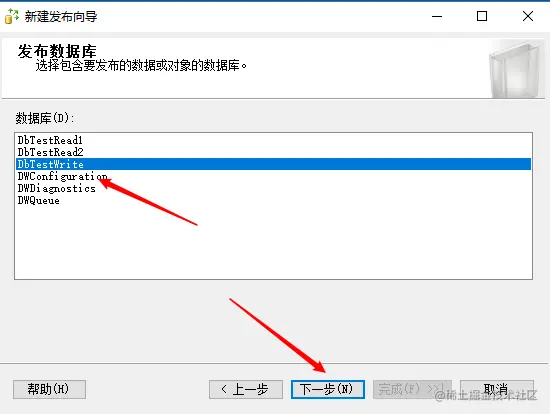 新建发布向导
发布数据库
选择包含要发布的数据或对象的数据库。
数据库(D):
DbTestRead1
DbTestRead2
DbTestWrite
DWConfiguration
DWDiagnostics
DWQueue
帮助(H)
< 上一步
下一步(N)
完成(F) >>|
取消
@稀土掘金技术社区